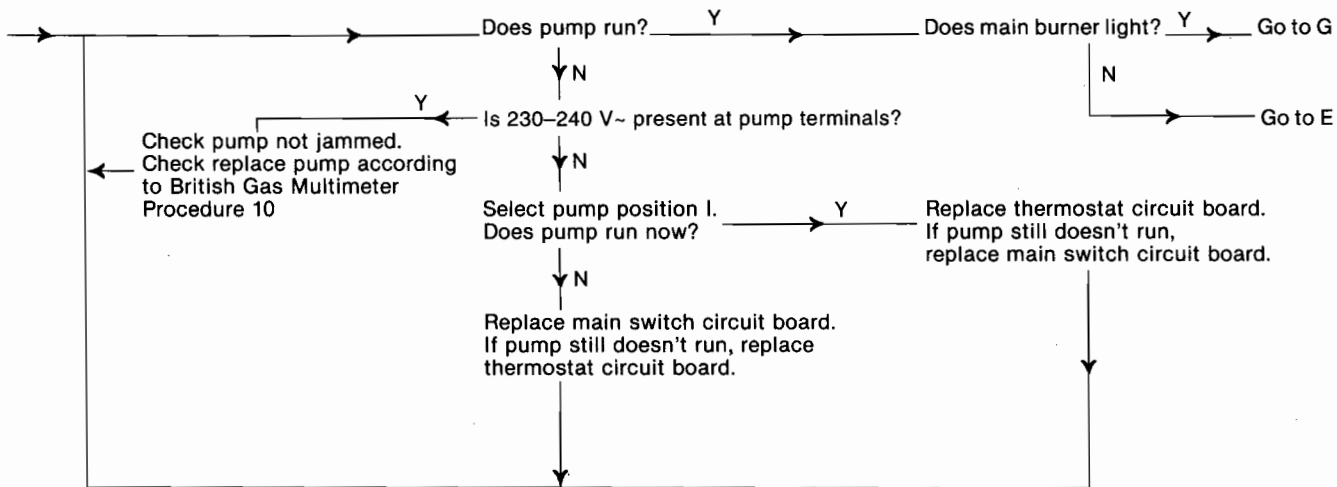 Does pump run?
Y
Does main burner light?
Y
Go to G
N
N
Go to E
Y
Is 230–240 V~ present at pump terminals?
Check pump not jammed.
Check replace pump according
to British Gas Multimeter
Procedure 10
N
Select pump position I.
Does pump run now?
Y
Replace thermostat circuit board.
If pump still doesn't run,
replace main switch circuit board.
N
Replace main switch circuit board.
If pump still doesn't run, replace
thermostat circuit board.